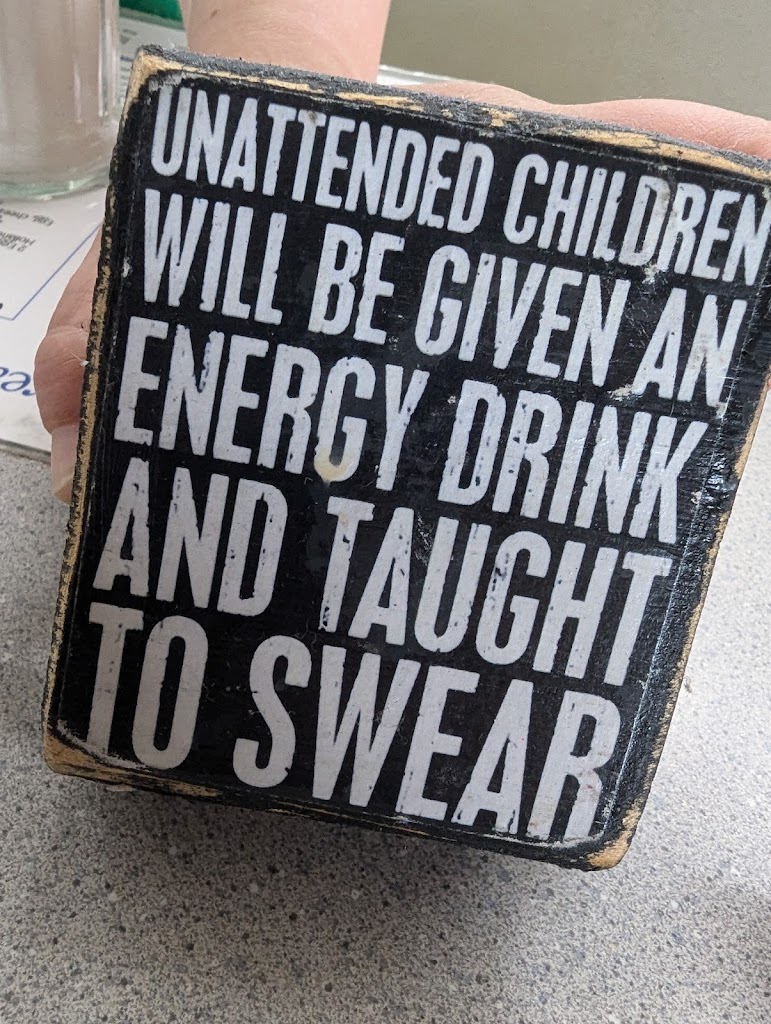 UNATTENDED CHILDREN
WILL BE GIVEN AN
ENERGY DRINK
AND TAUGHT
TO SWEAR